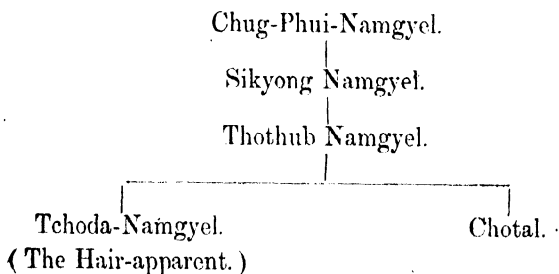 Chug-Phui-Namgyel.
Sikyong Namgyel.
Thothub Namgyel.
Tchoda-Namgyel. Chotal.
( The Hair-apparent. )